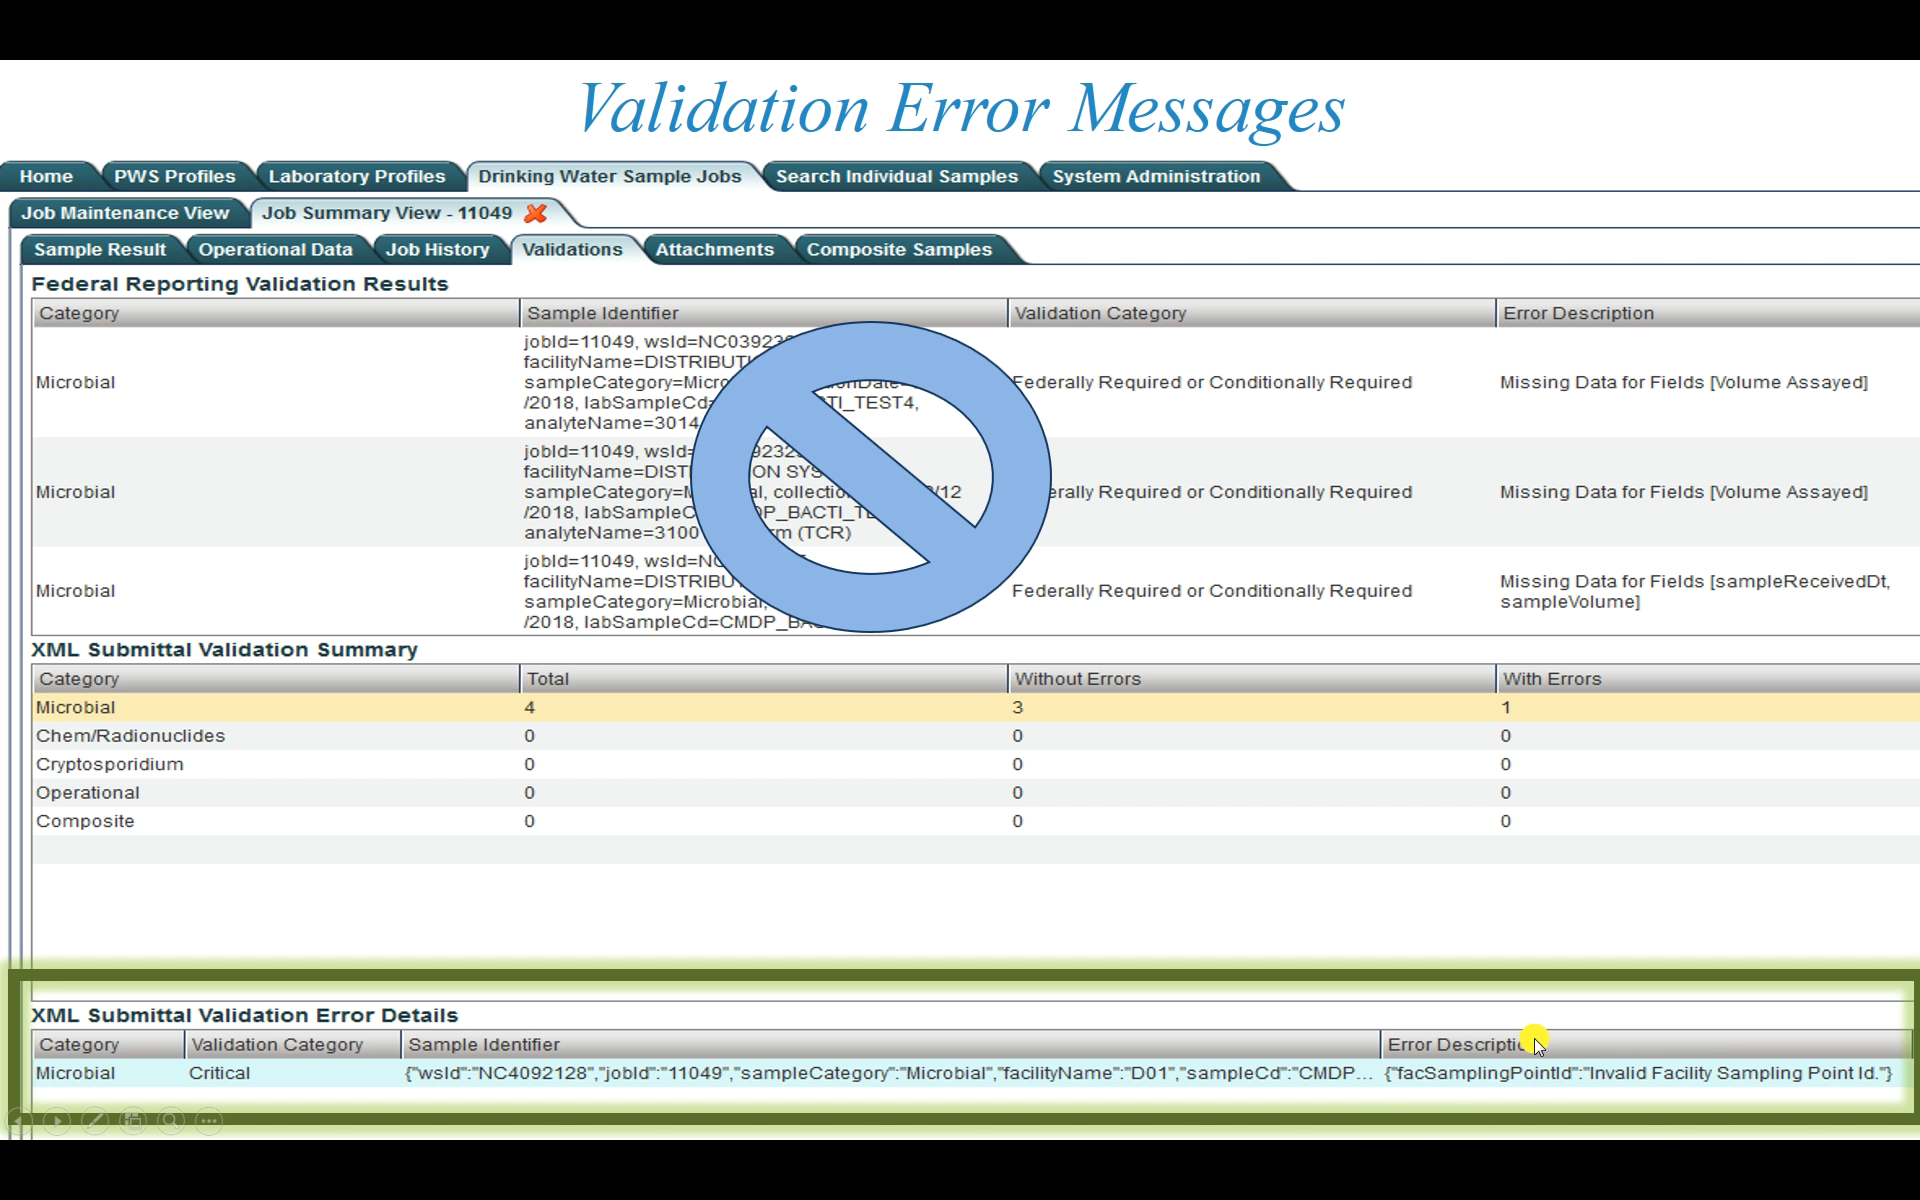 Validation Error Messages
Home PWS Profiles Laboratory Profiles Drinking Water Sample Jobs Search Individual Samples System Administration
Job Maintenance View Job Summary View - 11049
Sample Result Operational Data Job History Validations Attachments Composite Samples
Federal Reporting Validation Results
Category Sample Identifier Validation Category Error Description
jobId=11049,
facilityName=DISTRIBUTI
Microbial sampleCategory=Micro Federally Required or Conditionally Required Missing Data for Fields [Volume Assayed]
/2018, labSampleCd= TI_TEST4,
analyteName=3014
jobId=11049,
facilityName=DIST ON SYS
Microbial sampleCategory=M al, collectio /12 erally Required or Conditionally Required Missing Data for Fields [Volume Assayed]
/2018, labSampleC DP_BACTI_T
analyteName=3100 rm (TCR)
jobId=11049,
facilityName=DISTRIBU Missing Data for Fields [sampleReceivedDt,
Microbial sampleCategory=Microbial, Federally Required or Conditionally Required sampleVolume]
/2018, labSampleCd=CMDP_BA
XML Submittal Validation Summary
Category Total Without Errors With Errors
Microbial 4 3 1
Chem/Radionuclides 0 0 0
Cryptosporidium 0 0 0
Operational 0 0 0
Composite 0 0 0
XML Submittal Validation Error Details
Category Validation Category Sample Identifier Error Descripti
Microbial Critical {"wsId":"NC4092128","jobId":"11049","sampleCategory":"Microbial","facilityName":"D01","sampleCd":"CMDP... {"facSamplingPointId":"Invalid Facility Sampling Point Id."}